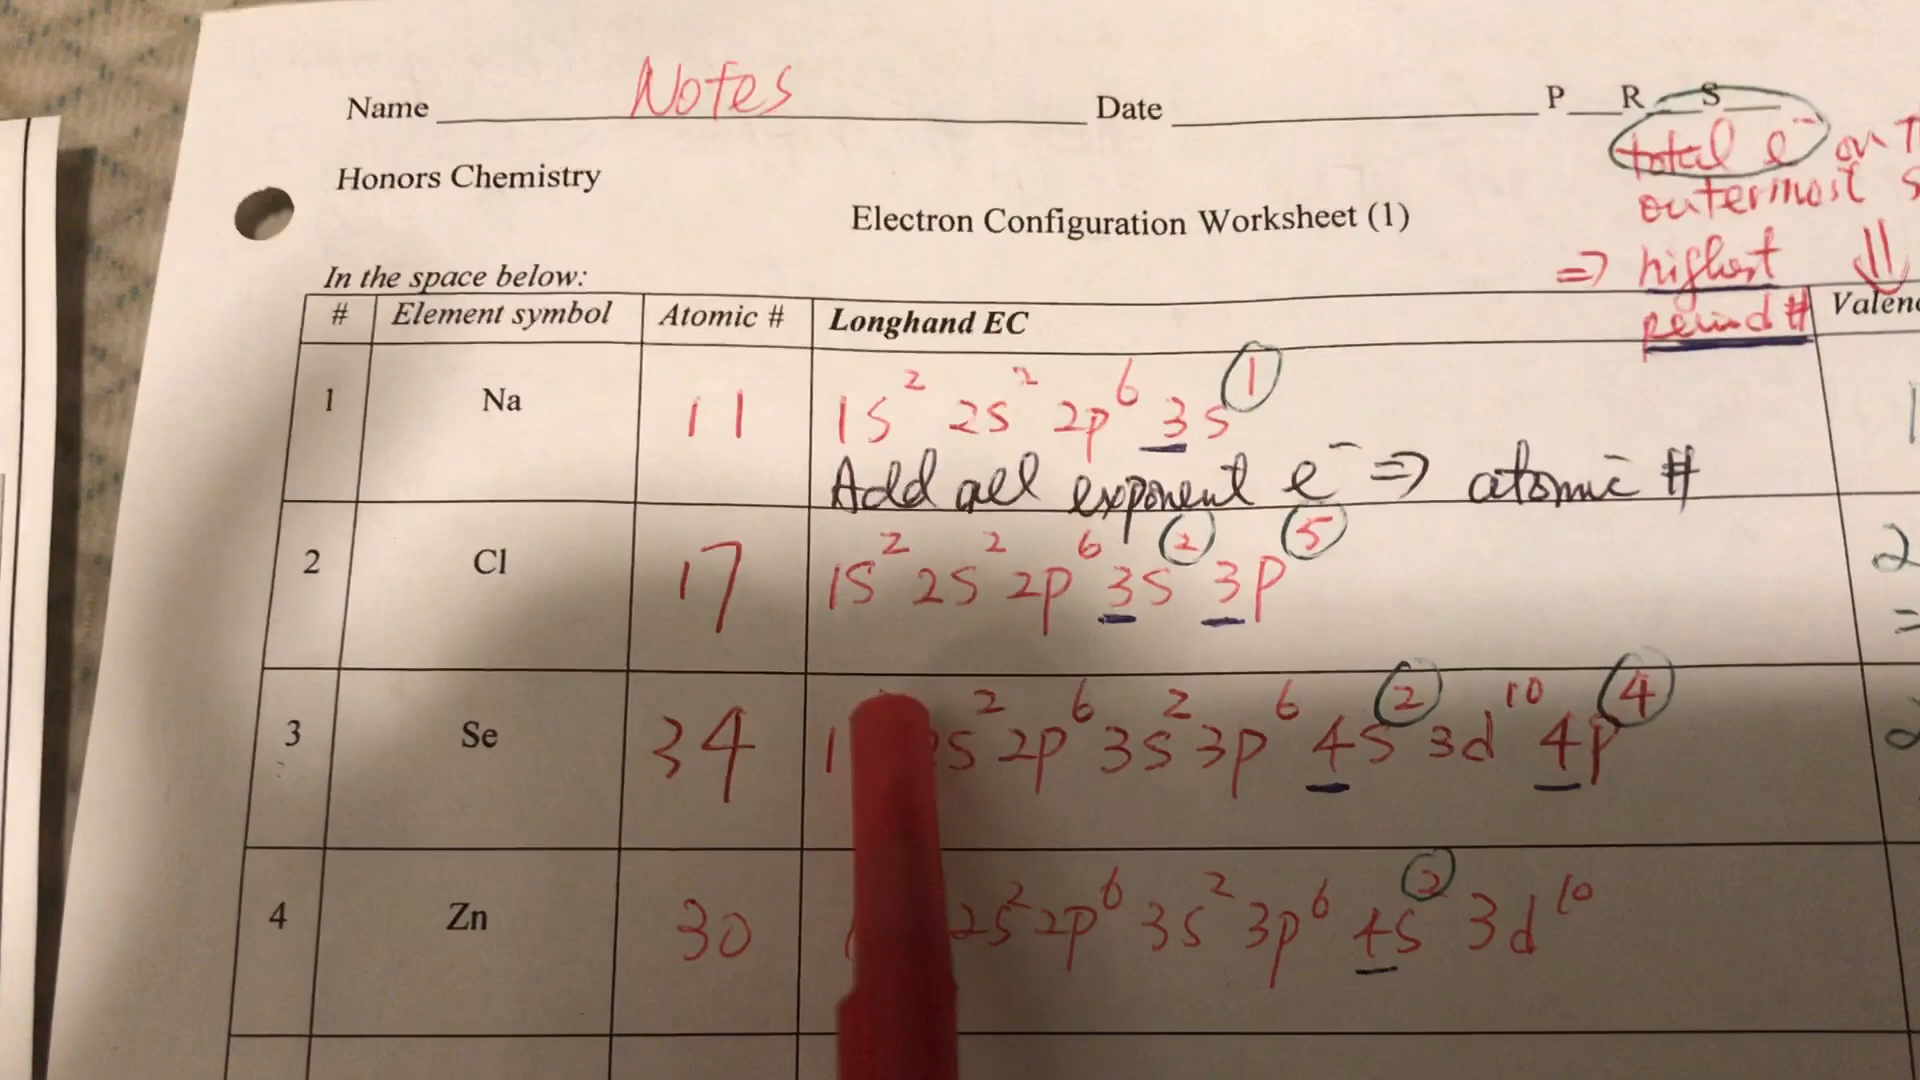 Name Notes Date P__R__S__
total e⁻ on
Honors Chemistry
outermost
Electron Configuration Worksheet (1)
⇒ highest
period #
In the space below:
# Element symbol Atomic # Longhand EC
1 Na 11 1s² 2s² 2p⁶ 3s¹
Add all exponent e⁻ ⇒ atomic #
2 Cl 17 1s² 2s² 2p⁶ 3s² 3p⁵ 2
=
3 Se 34 1 2s² 2p⁶ 3s² 3p⁶ 4s² 3d¹⁰ 4p⁴
4 Zn 30 2s² 2p⁶ 3s² 3p⁶ 4s² 3d¹⁰